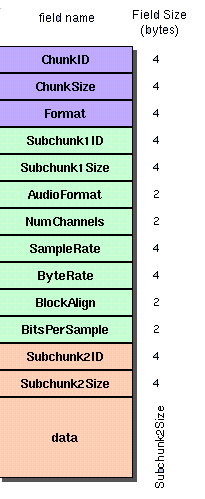 field name Field Size
(bytes)
ChunkID 4
ChunkSize 4
Format 4
Subchunk1ID 4
Subchunk1Size 4
AudioFormat 2
NumChannels 2
SampleRate 4
ByteRate 4
BlockAlign 2
BitsPerSample 2
Subchunk2ID 4
Subchunk2Size 4
data Subchunk2Size